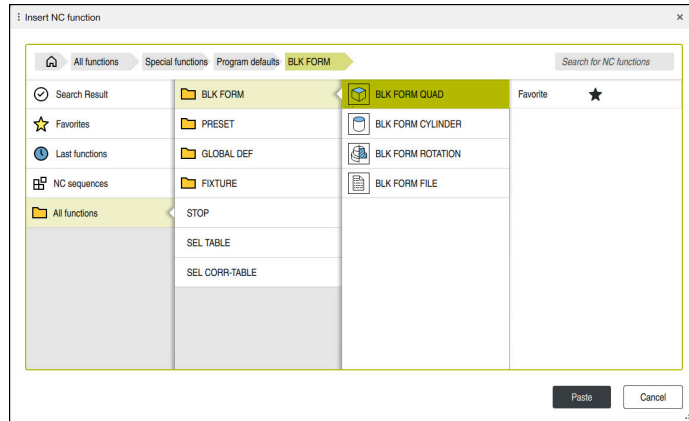 Insert NC function
All functions
Special functions
Program defaults
BLK FORM
Search for NC functions
Search Result
Favorites
Last functions
NC sequences
All functions
BLK FORM
PRESET
GLOBAL DEF
FIXTURE
STOP
SEL TABLE
SEL CORR-TABLE
BLK FORM QUAD
BLK FORM CYLINDER
BLK FORM ROTATION
BLK FORM FILE
Favorite
Paste
Cancel